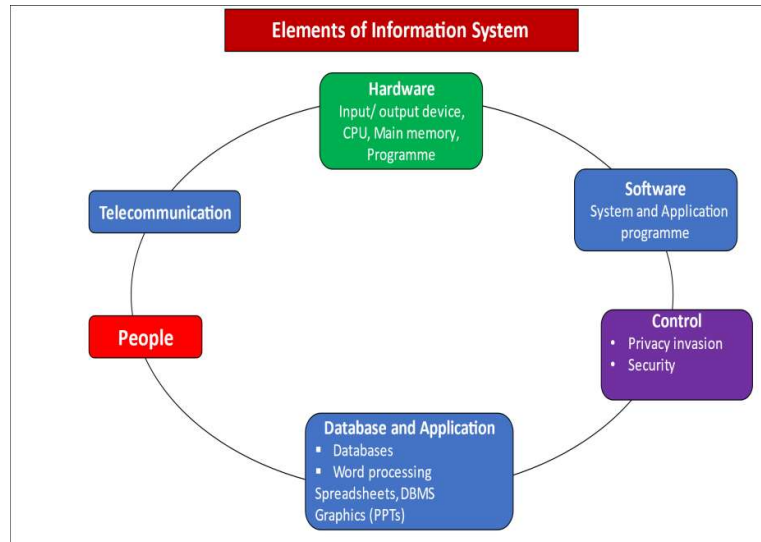 Elements of Information System
Hardware
Input/ output device,
CPU, Main memory,
Programme
Software
System and Application
programme
Control
▪ Privacy invasion
▪ Security
Database and Application
▪ Databases
▪ Word processing
Spreadsheets, DBMS
Graphics (PPTs)
People
Telecommunication